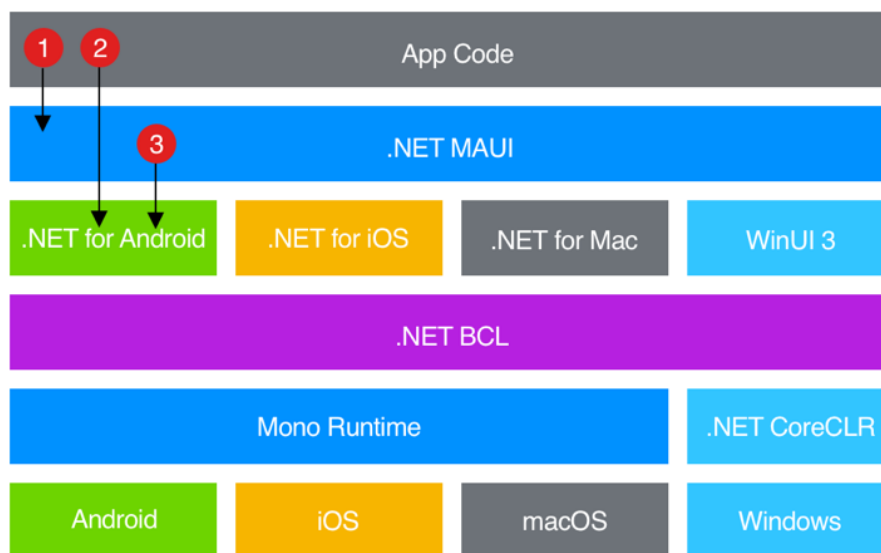 1
2
App Code
3
.NET MAUI
.NET for Android
.NET for iOS
.NET for Mac
WinUI 3
.NET BCL
Mono Runtime
.NET CoreCLR
Android
iOS
macOS
Windows